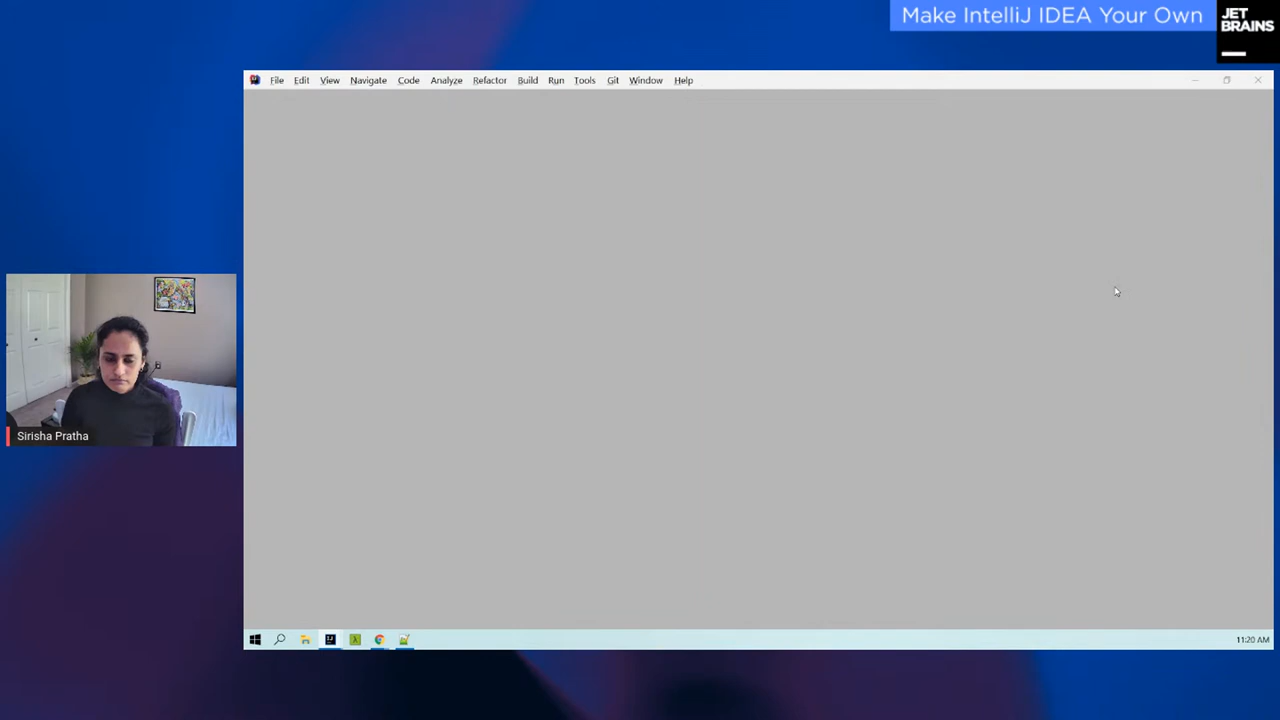 Make IntelliJ IDEA Your Own
JET
BRAINS
File Edit View Navigate Code Analyze Refactor Build Run Tools Git Window Help
Sirisha Pratha
11:20 AM